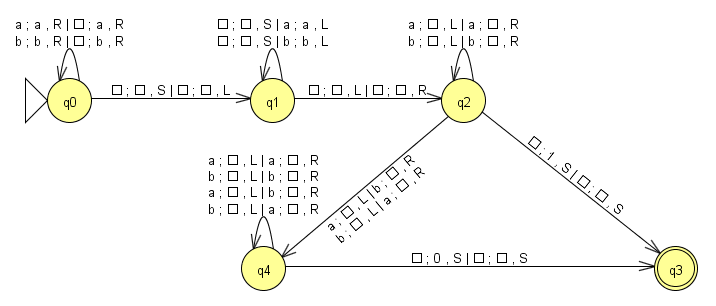 a ; a , R | □ ; a , R
b ; b , R | □ ; b , R
□ ; □ , S | a ; a , L
□ ; □ , S | b ; b , L
a ; □ , L | a ; □ , R
b ; □ , L | b ; □ , R
q0
□ ; □ , S | □ ; □ , L
q1
□ ; □ , L | □ ; □ , R
q2
□ ; 1 , S | □ ; □ , S
a ; □ , L | b ; □ , R
b ; □ , L | a ; □ , R
a ; □ , L | a ; □ , R
b ; □ , L | b ; □ , R
a ; □ , L | b ; □ , R
b ; □ , L | a ; □ , R
q4
□ ; 0 , S | □ ; □ , S
q3